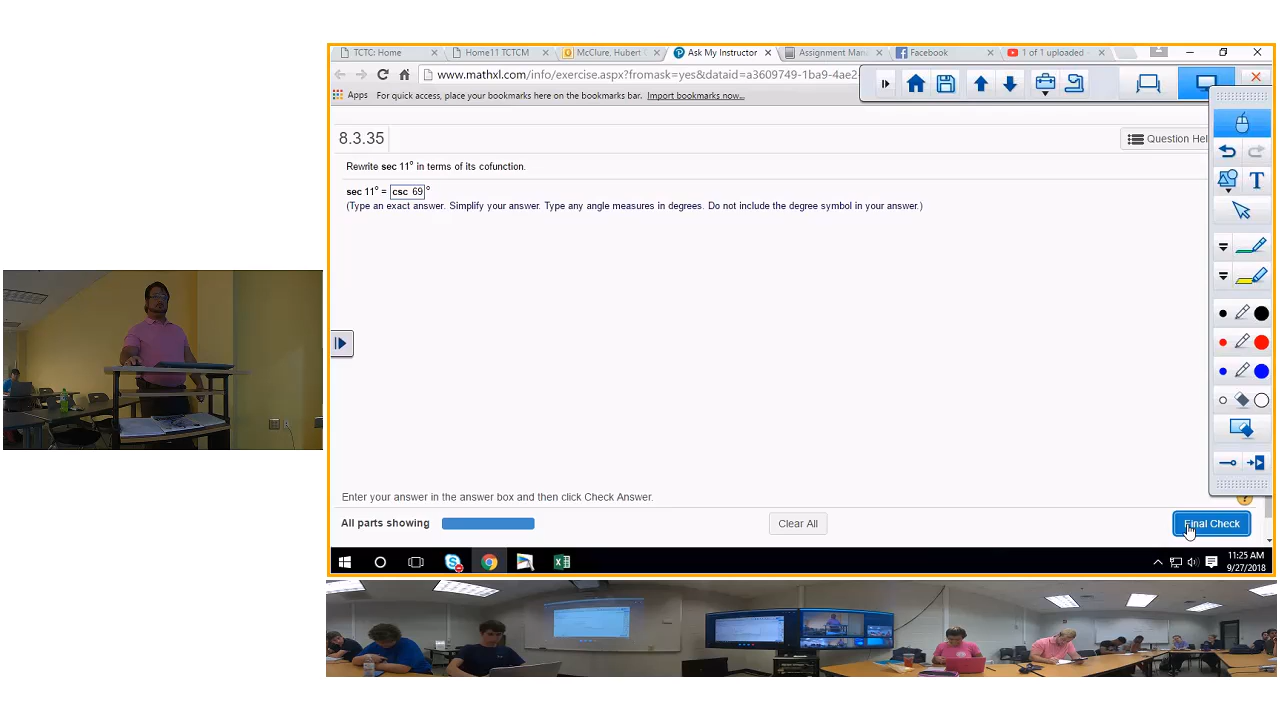 TCTC: Home
Home11 TCTCM
McClure, Hubert C
Ask My Instructor
Assignment Man
Facebook
1 of 1 uploaded -
www.mathxl.com/info/exercise.aspx?fromask=yes&dataid=a3609749-1ba9-4ae2
Apps For quick access, place your bookmarks here on the bookmarks bar. Import bookmarks now...
8.3.35
Question Hel
Rewrite sec 11° in terms of its cofunction.
sec 11° = csc 69°
(Type an exact answer. Simplify your answer. Type any angle measures in degrees. Do not include the degree symbol in your answer.)
T
Enter your answer in the answer box and then click Check Answer.
All parts showing
Clear All
Final Check
?
11:25 AM
9/27/2018